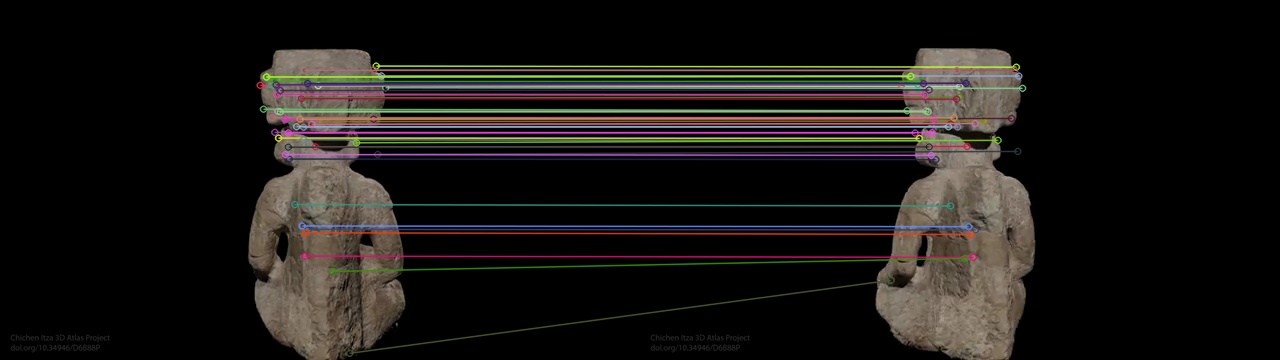 Chichen Itza 3D Atlas Project
doi.org/10.34946/D6B88P
Chichen Itza 3D Atlas Project
doi.org/10.34946/D6B88P